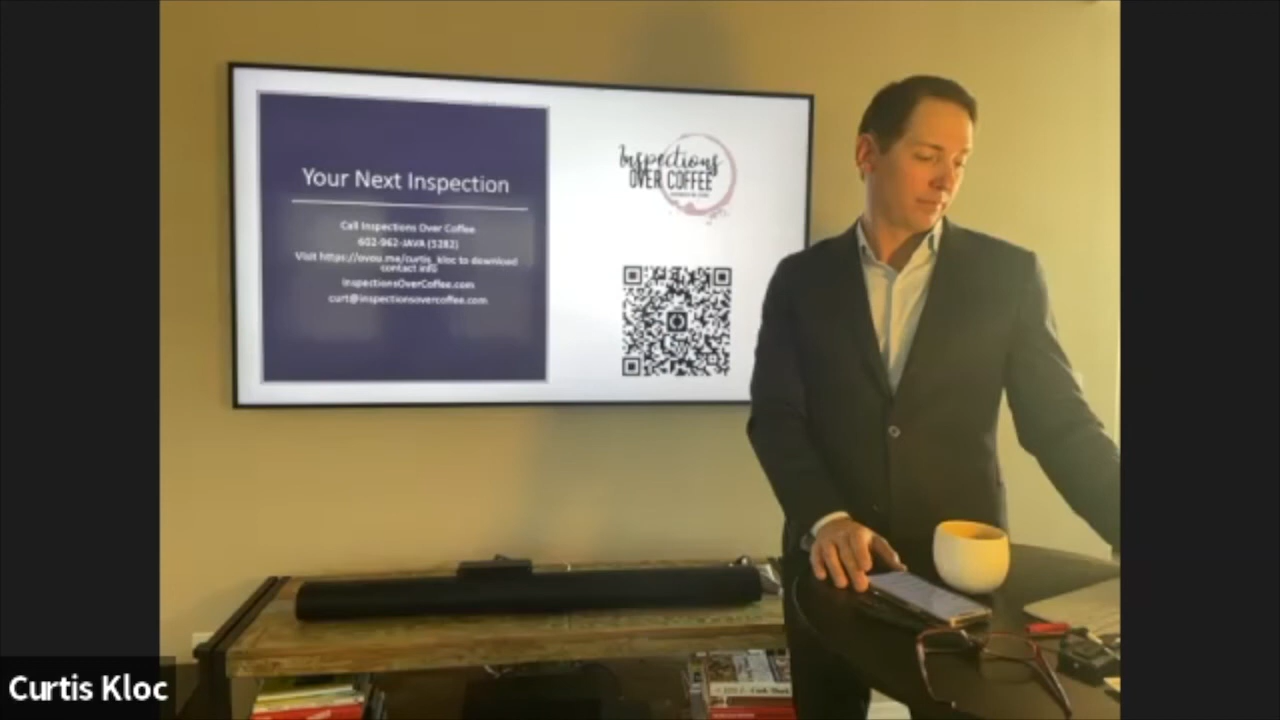 Your Next Inspection
Call Inspections Over Coffee
602-962-JAVA (5282)
Visit https://ovou.me/curtis_kloc to download
contact info
InspectionsOverCoffee.com
curt@inspectionsovercoffee.com
Inspections
OVER COFFEE
Curtis Kloc